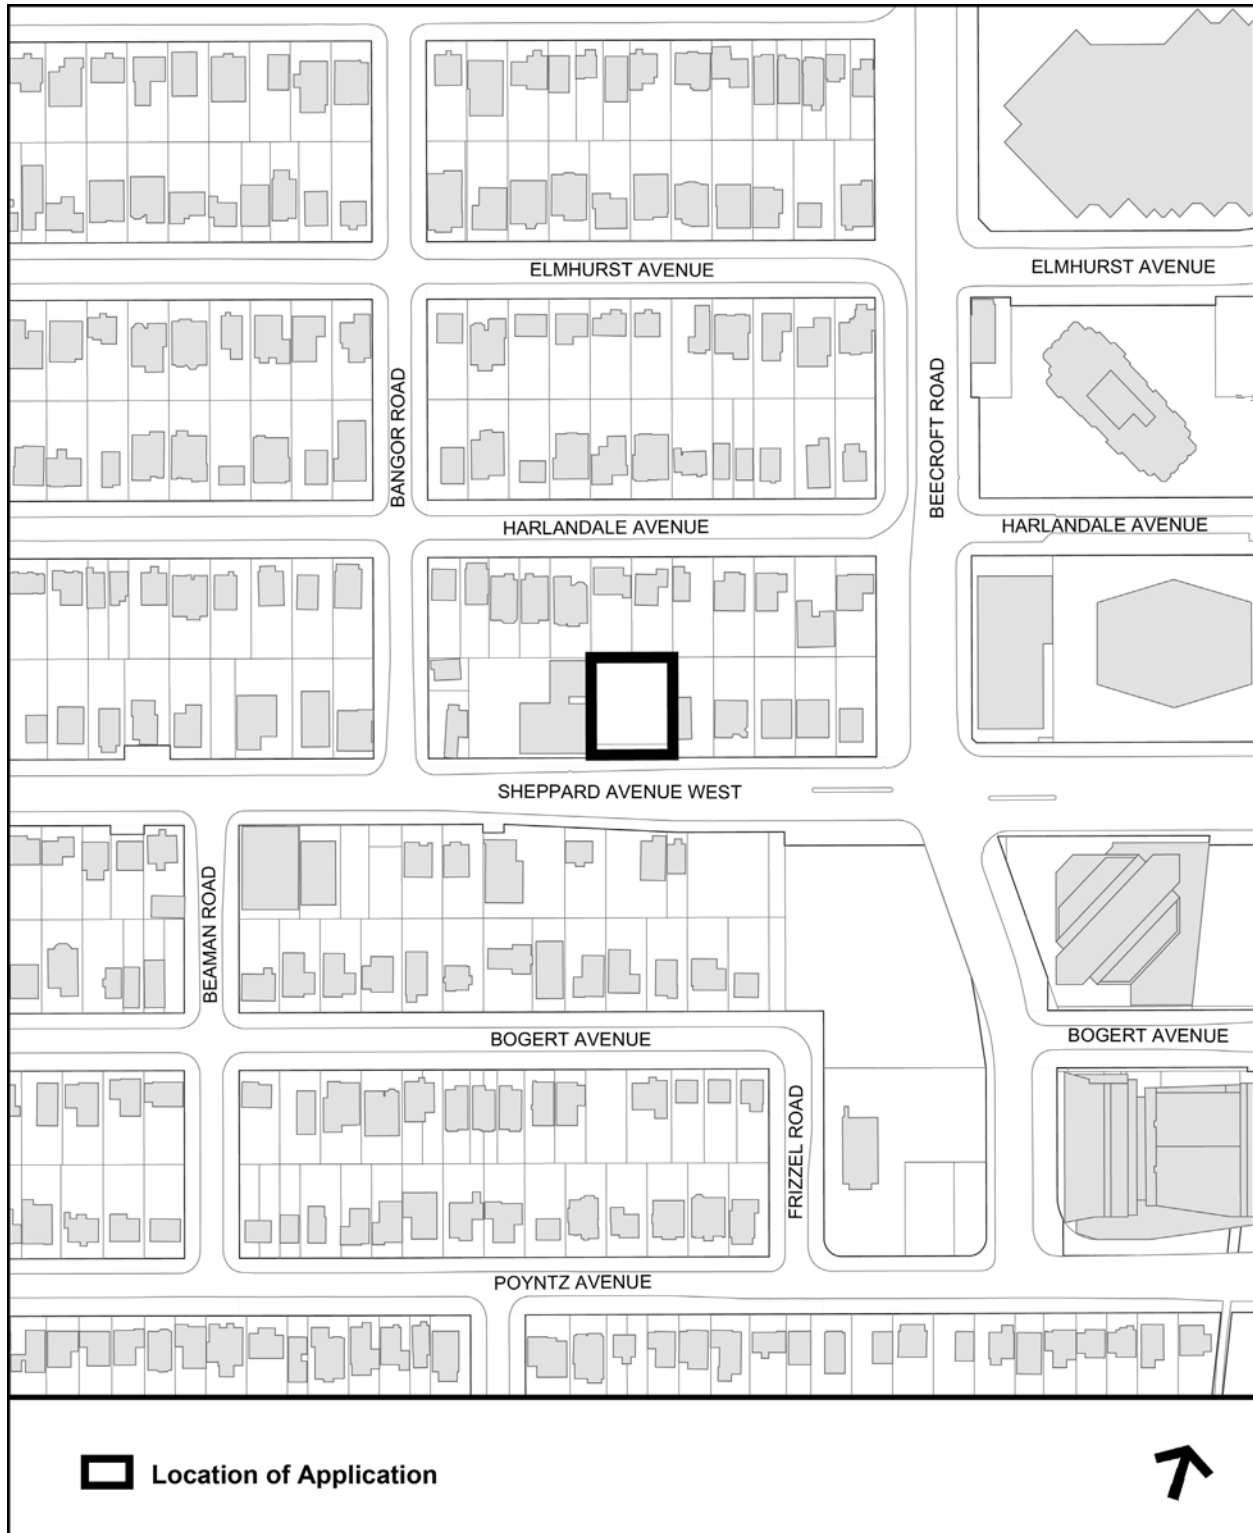 ELMHURST AVENUE
ELMHURST AVENUE
BANGOR ROAD
BEECROFT ROAD
HARLANDALE AVENUE
HARLANDALE AVENUE
SHEPPARD AVENUE WEST
BEAMAN ROAD
BOGERT AVENUE
BOGERT AVENUE
FRIZZEL ROAD
POYNTZ AVENUE
Location of Application